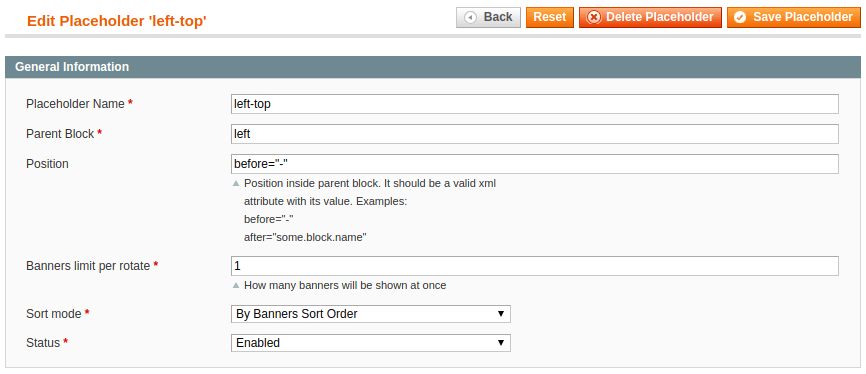 Edit Placeholder 'left-top'
Back
Reset
Delete Placeholder
Save Placeholder
General Information
Placeholder Name *
left-top
Parent Block *
left
Position
before="-"
Position inside parent block. It should be a valid xml
attribute with its value. Examples:
before="-"
after="some.block.name"
Banners limit per rotate *
1
How many banners will be shown at once
Sort mode *
By Banners Sort Order
Status *
Enabled